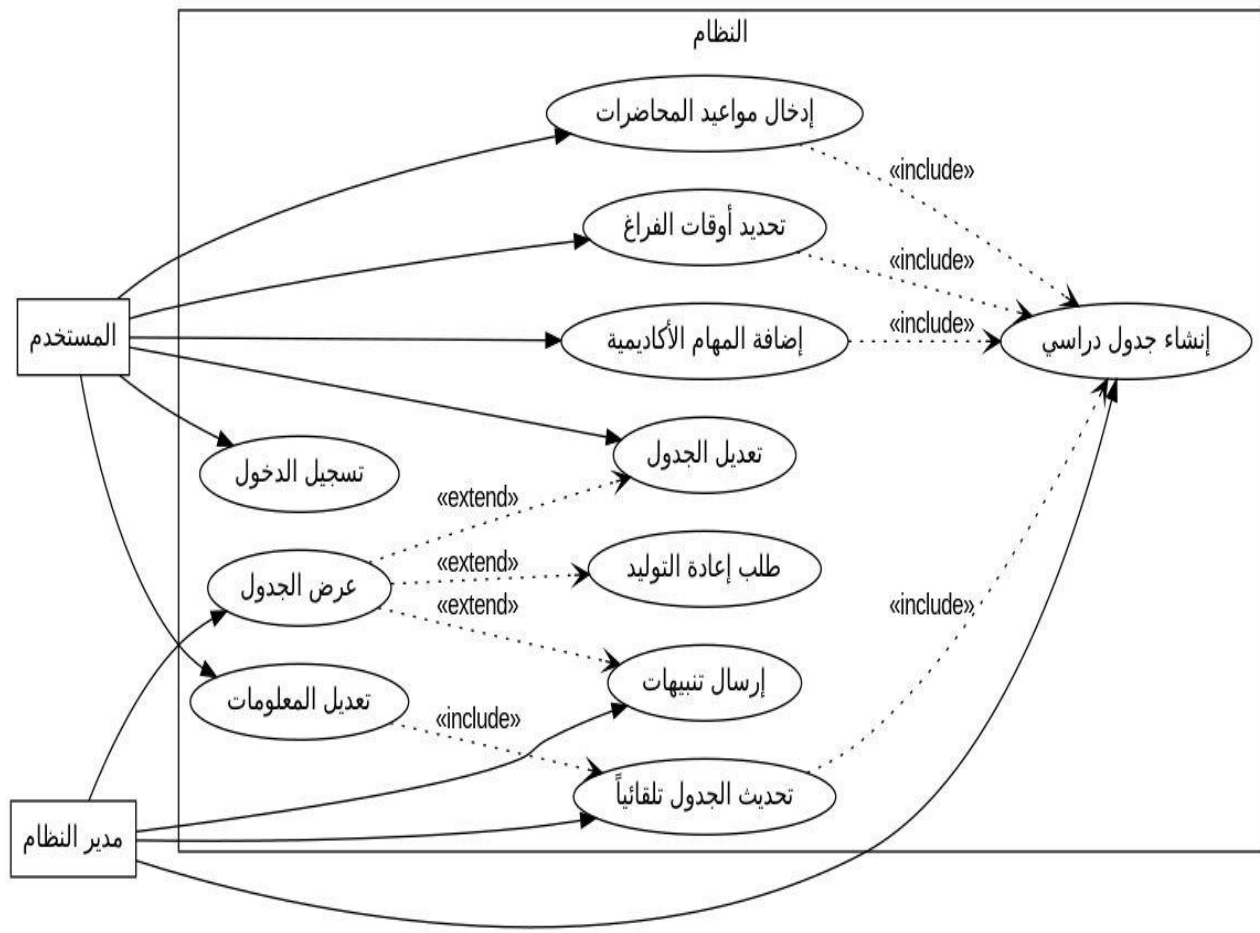 النظام
إدخال مواعيد المحاضرات
«include»
تحديد أوقات الفراغ
«include»
إضافة المهام الأكاديمية
«include»
إنشاء جدول دراسي
المستخدم
تعديل الجدول
تسجيل الدخول
«extend»
طلب إعادة التوليد
«extend»
عرض الجدول
«extend»
«include»
إرسال تنبيهات
تعديل المعلومات
«include»
تحديث الجدول تلقائياً
مدير النظام